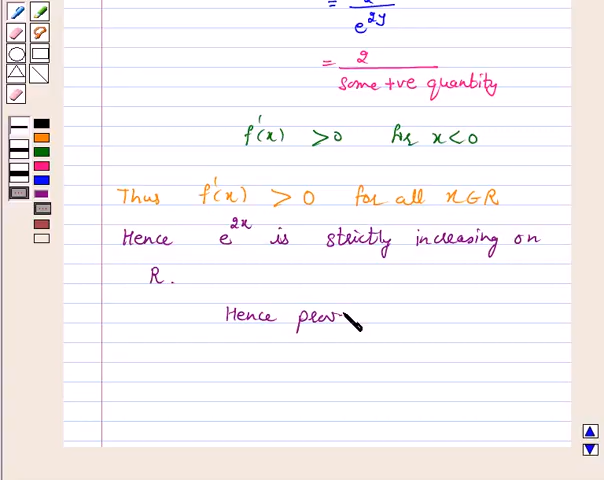 = 2 / e^{2y}
= 2 / some +ve quantity
f'(x) > 0 for x < 0
Thus f'(x) > 0 for all x ∈ R
Hence e^{2x} is strictly increasing on
R.
Hence prov